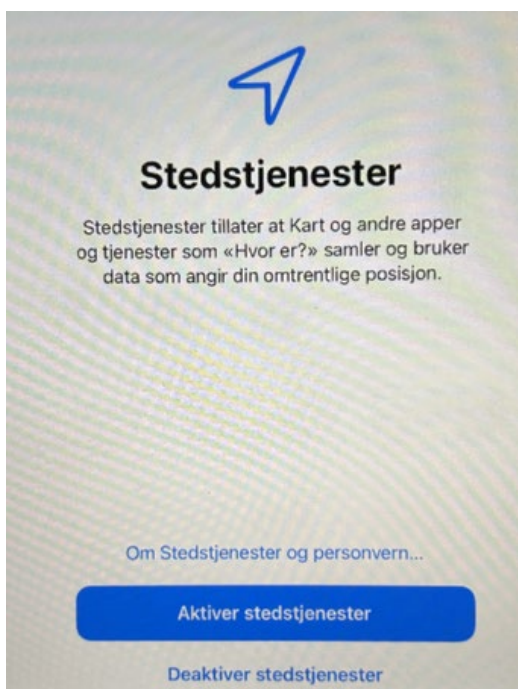 Stedstjenester
Stedstjenester tillater at Kart og andre apper
og tjenester som «Hvor er?» samler og bruker
data som angir din omtrentlige posisjon.
Om Stedstjenester og personvern...
Aktiver stedstjenester
Deaktiver stedstjenester